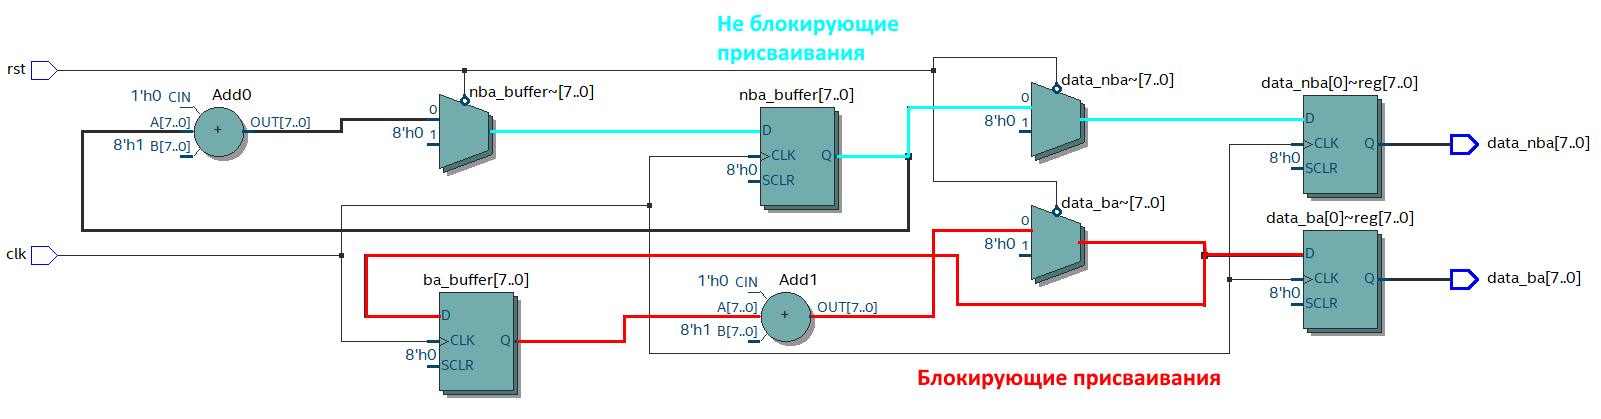 Не блокирующие
присваивания
rst
nba_buffer~[7..0]
data_nba~[7..0]
data_nba[0]~reg[7..0]
nba_buffer[7..0]
Add0
1'h0 CIN
A[7..0]
8'h1 B[7..0]
+
OUT[7..0]
0
8'h0 1
D
CLK
8'h0
SCLR
Q
0
8'h0 1
D
CLK
8'h0
SCLR
Q
data_nba[7..0]
data_ba~[7..0]
data_ba[0]~reg[7..0]
0
8'h0 1
D
CLK
8'h0
SCLR
Q
data_ba[7..0]
clk
ba_buffer[7..0]
D
CLK
8'h0
SCLR
Q
Add1
1'h0 CIN
A[7..0]
8'h1 B[7..0]
+
OUT[7..0]
Блокирующие присваивания